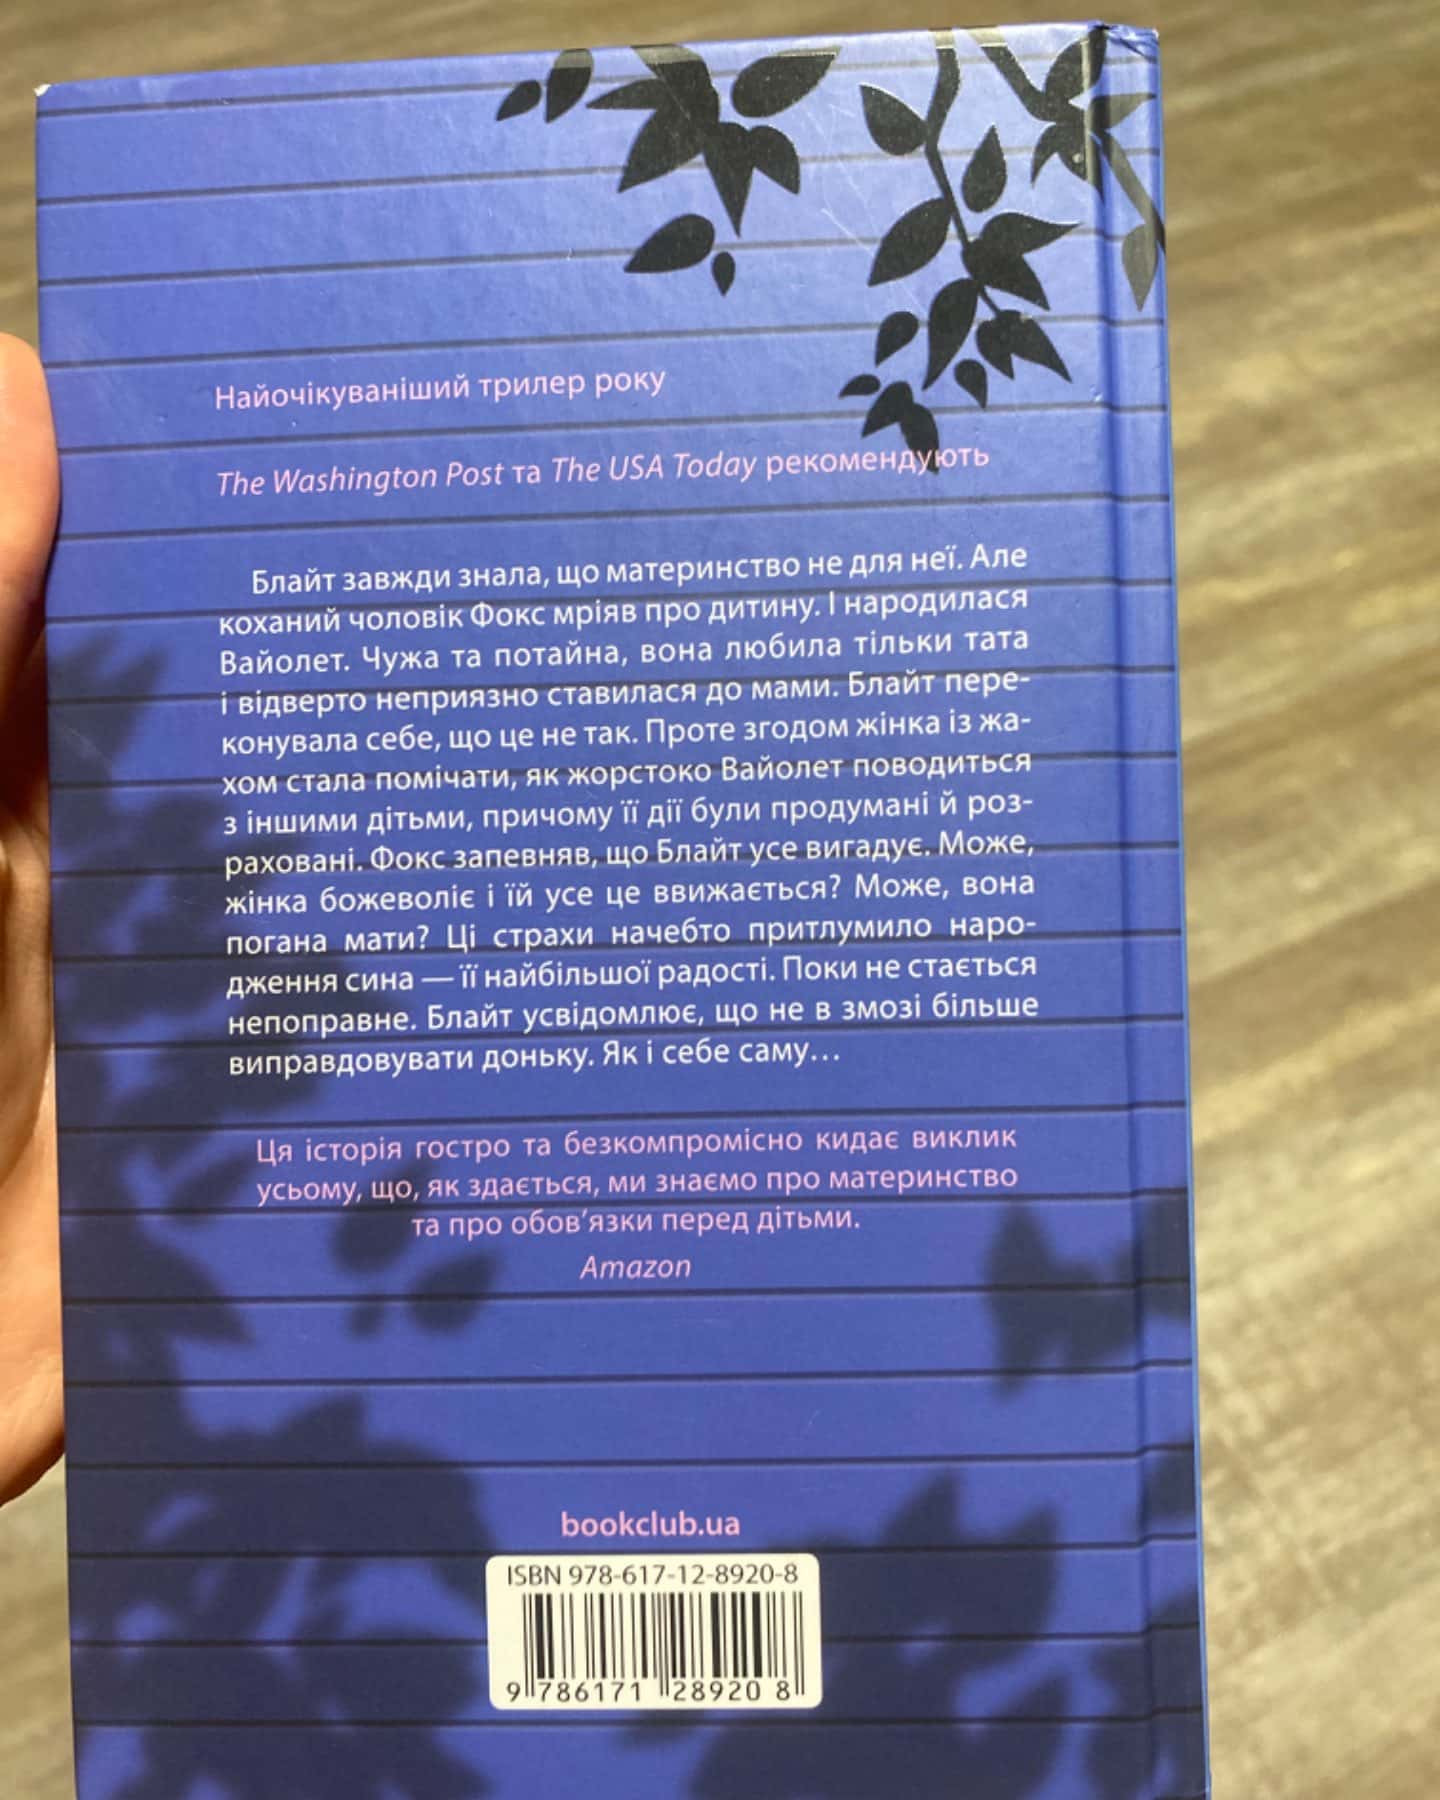 Найочікуваніший трилер року
The Washington Post та The USA Today рекомендують
Блайт завжди знала, що материнство не для неї. Але
коханий чоловік Фокс мріяв про дитину. І народилася
Вайолет. Чужа та потайна, вона любила тільки тата
і відверто неприязно ставилася до мами. Блайт пере-
конувала себе, що це не так. Проте згодом жінка із жа-
хом стала помічати, як жорстоко Вайолет поводиться
з іншими дітьми, причому її дії були продумані й роз-
раховані. Фокс запевняв, що Блайт усе вигадує. Може,
жінка божеволіє і їй усе це ввижається? Може, вона
погана мати? Ці страхи начебто притлумило наро-
дження сина — її найбільшої радості. Поки не стається
непоправне. Блайт усвідомлює, що не в змозі більше
виправдовувати доньку. Як і себе саму…
Ця історія гостро та безкомпромісно кидає виклик
усьому, що, як здається, ми знаємо про материнство
та про обов’язки перед дітьми.
Amazon
bookclub.ua
ISBN 978-617-12-8920-8
9 786171 289208